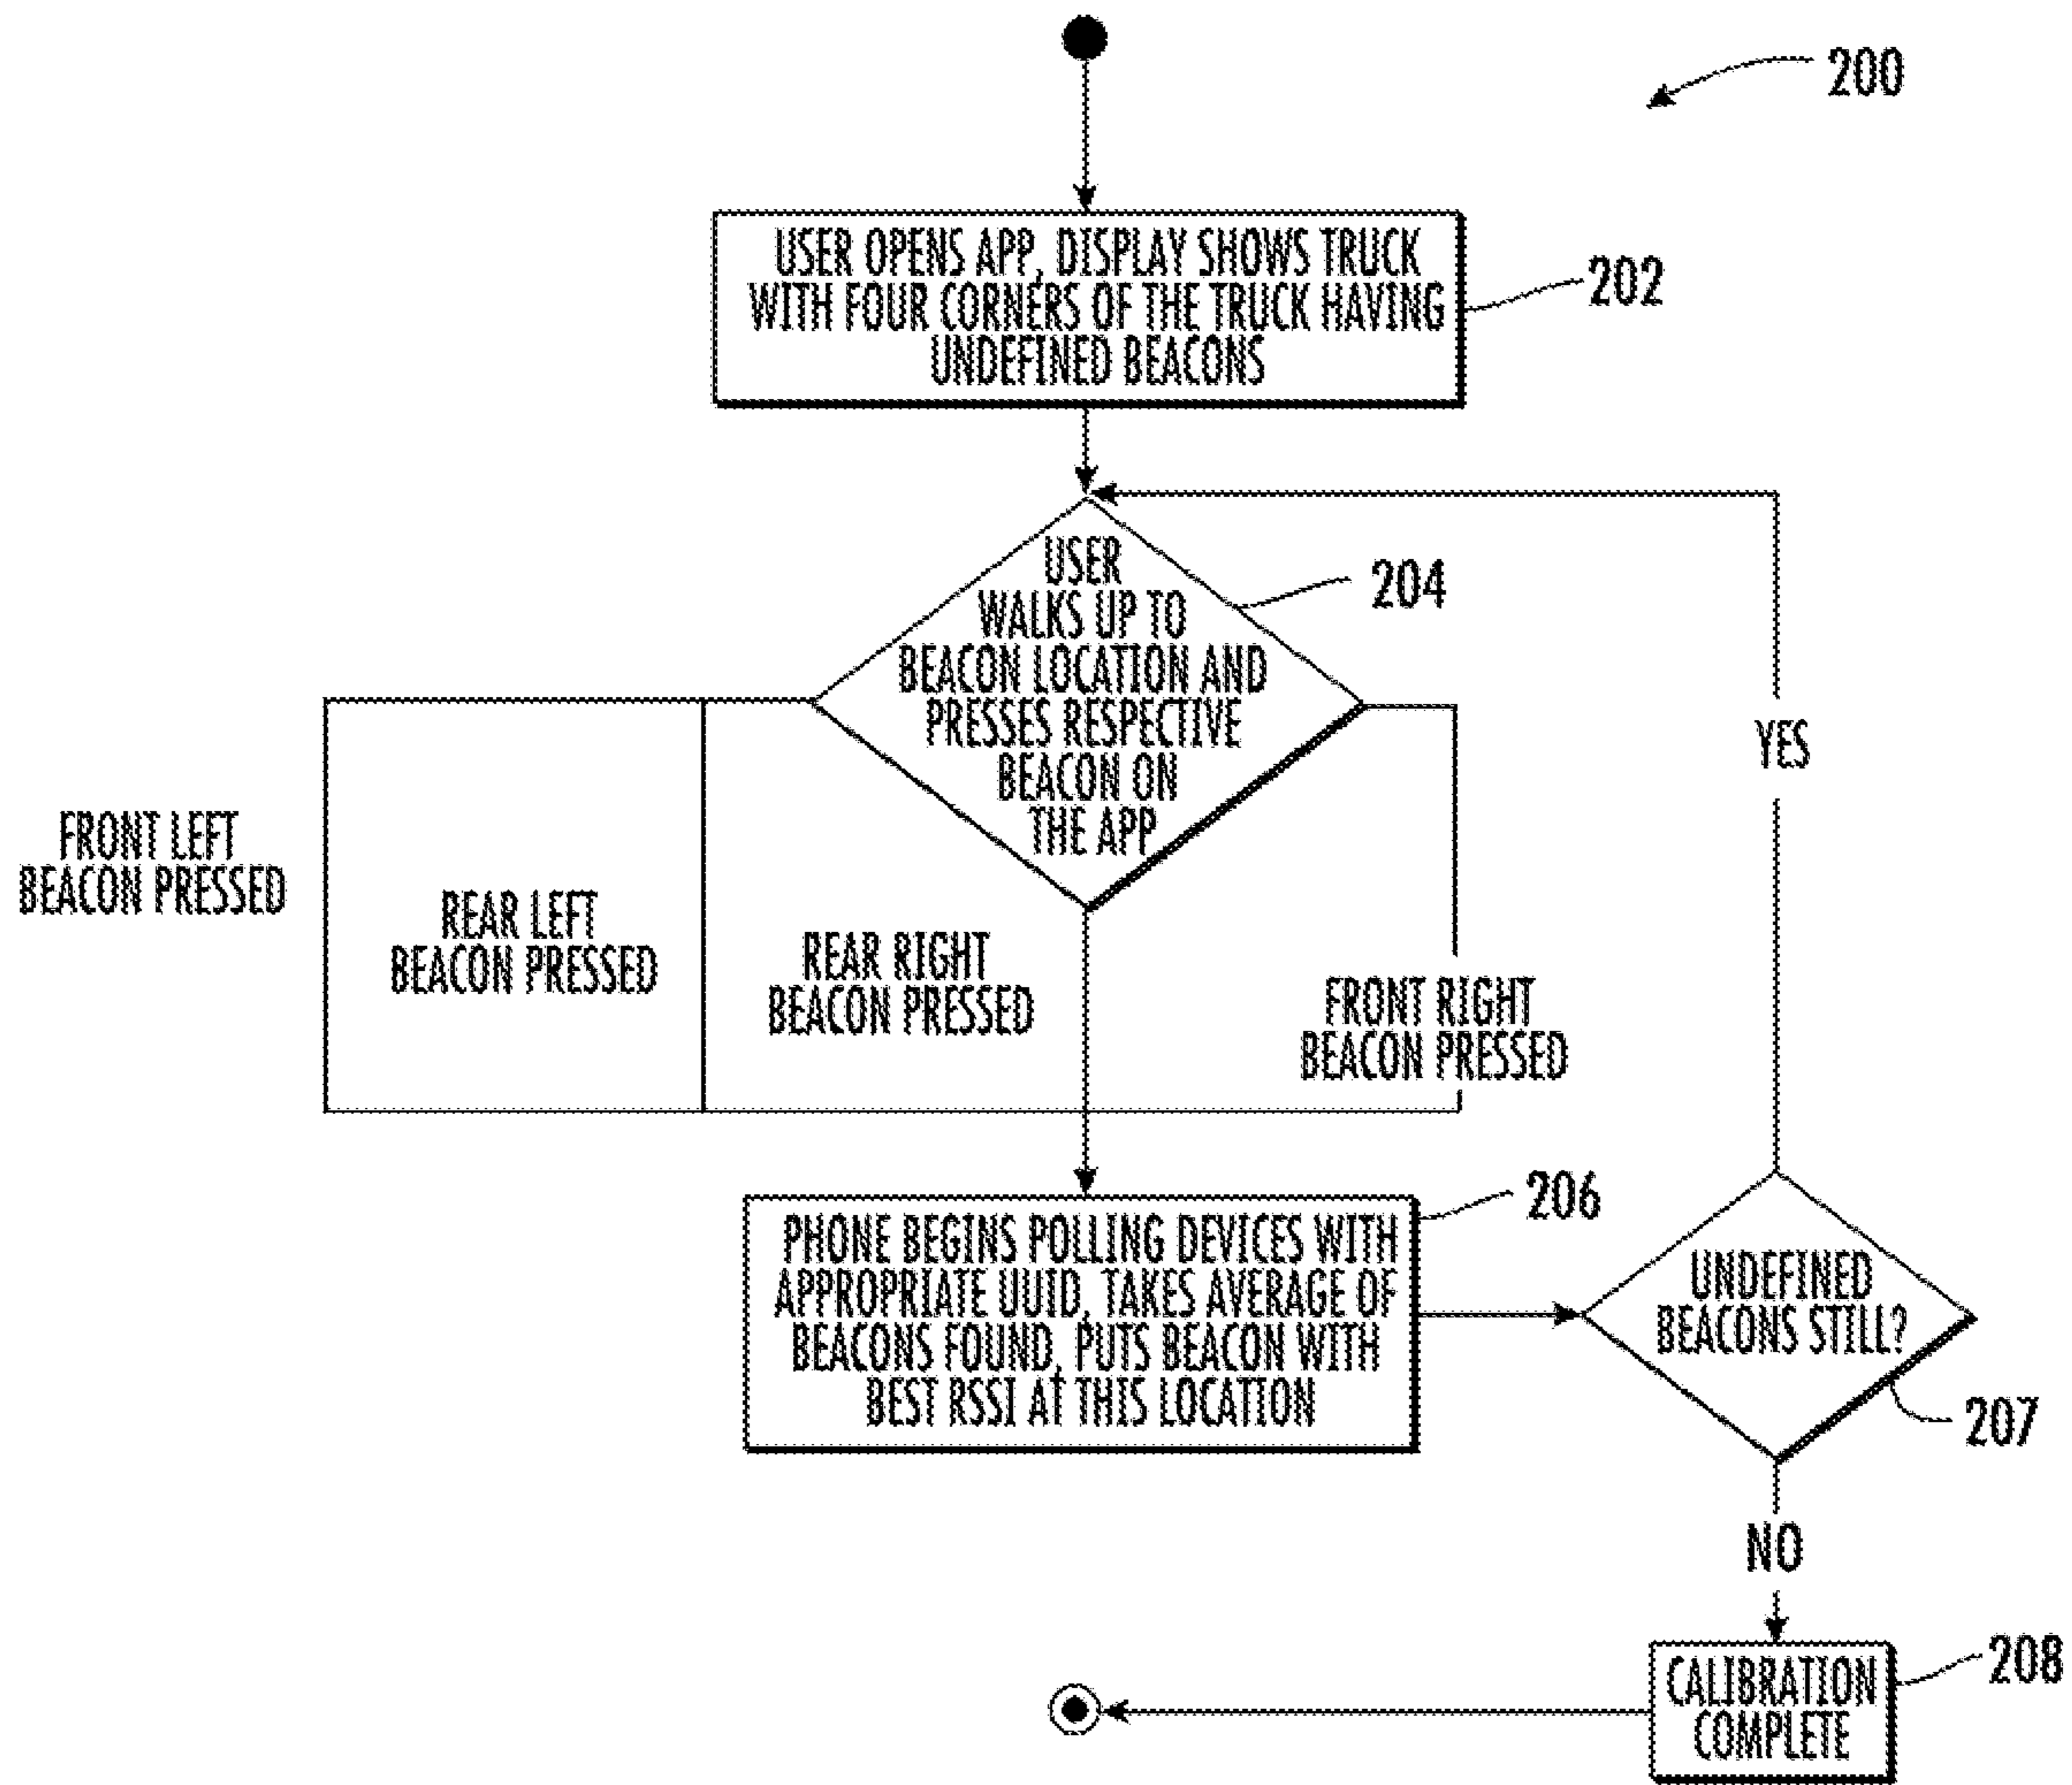 200
USER OPENS APP, DISPLAY SHOWS TRUCK
WITH FOUR CORNERS OF THE TRUCK HAVING
UNDEFINED BEACONS
202
USER
WALKS UP TO
BEACON LOCATION AND
PRESSES RESPECTIVE
BEACON ON
THE APP
204
YES
FRONT LEFT
BEACON PRESSED
REAR LEFT
BEACON PRESSED
REAR RIGHT
BEACON PRESSED
FRONT RIGHT
BEACON PRESSED
PHONE BEGINS POLLING DEVICES WITH
APPROPRIATE UUID, TAKES AVERAGE OF
BEACONS FOUND, PUTS BEACON WITH
BEST RSSI AT THIS LOCATION
206
UNDEFINED
BEACONS STILL?
207
NO
CALIBRATION
COMPLETE
208